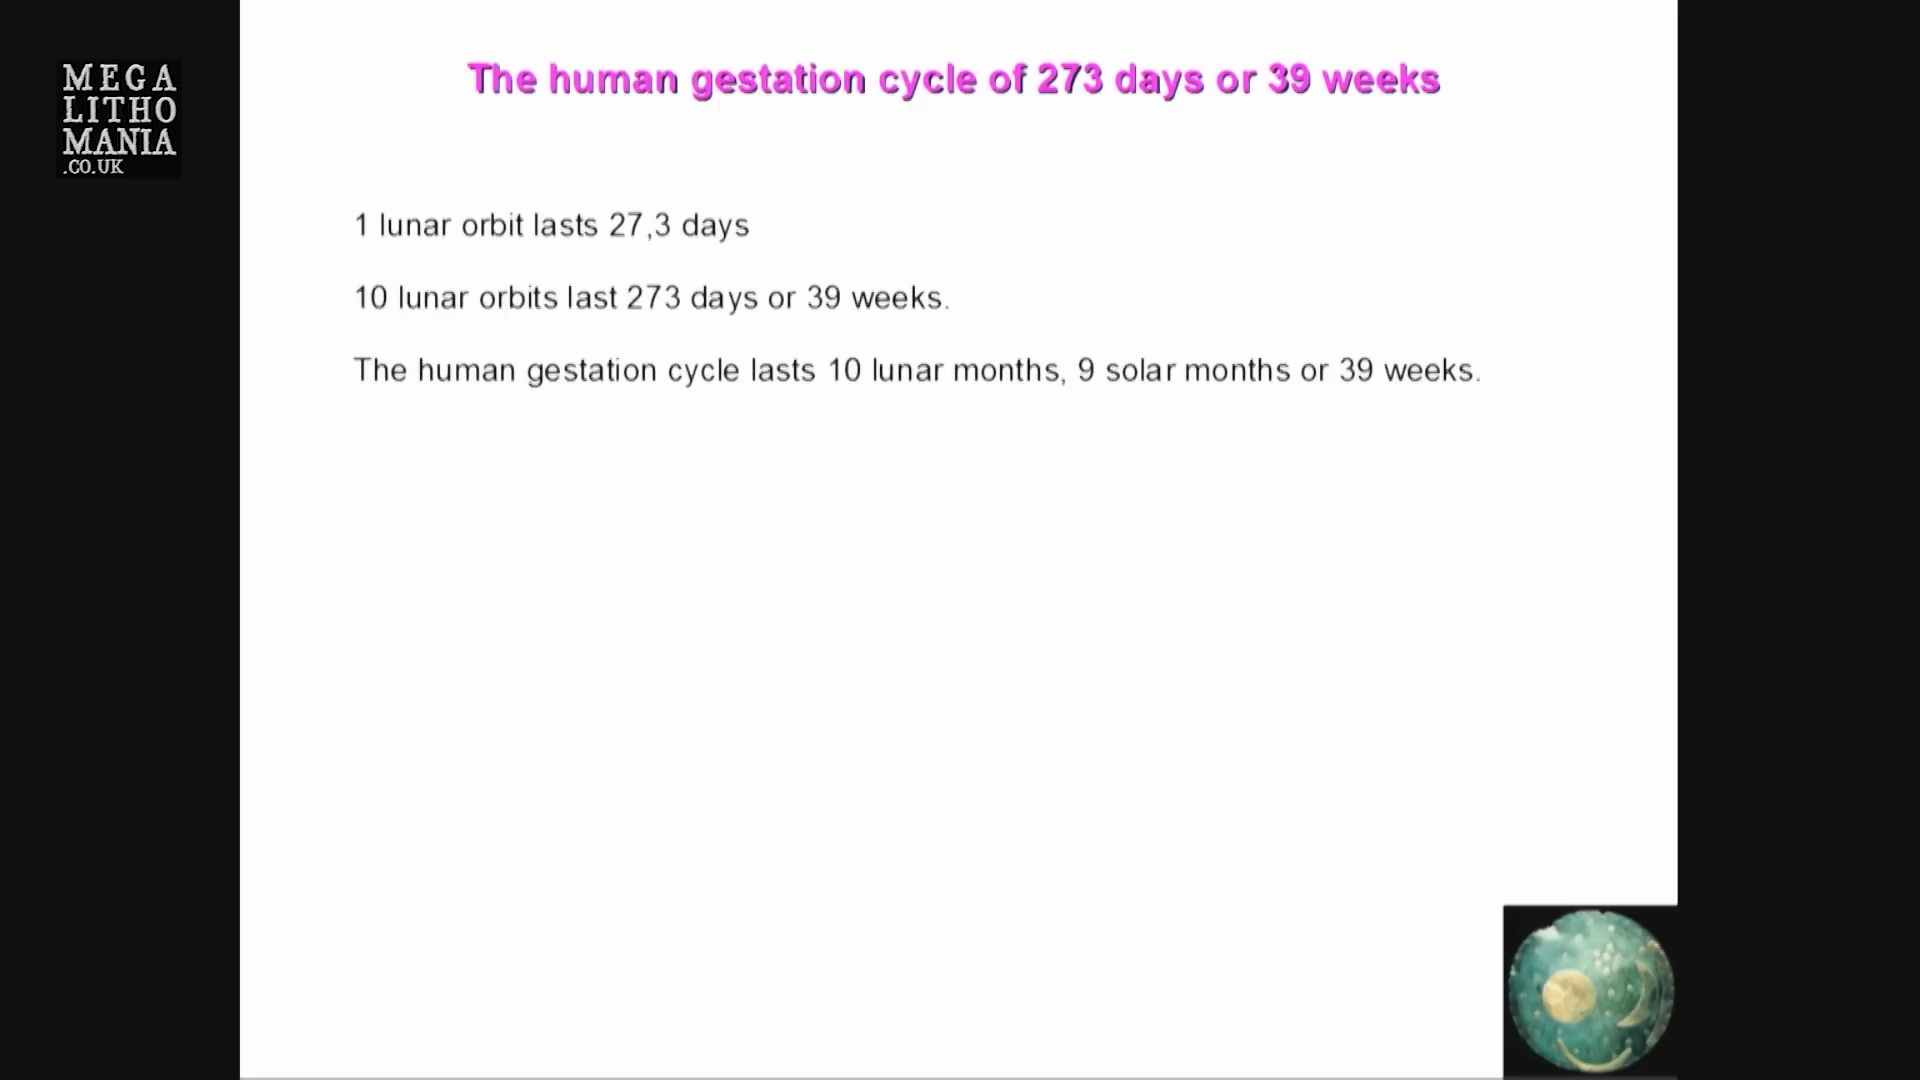 MEGA
LITHO
MANIA
.CO.UK
The human gestation cycle of 273 days or 39 weeks
1 lunar orbit lasts 27,3 days
10 lunar orbits last 273 days or 39 weeks.
The human gestation cycle lasts 10 lunar months, 9 solar months or 39 weeks.